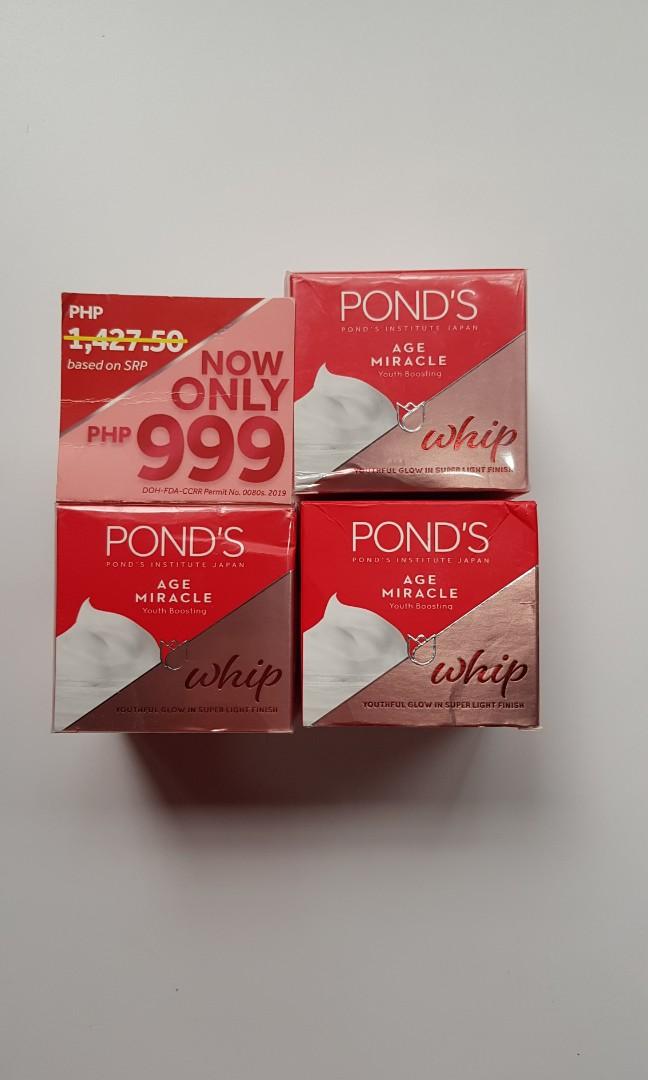 PHP
1,427.50
based on SRP
NOW
ONLY
PHP 999
DOH-FDA-CCRR Permit No. 0080s. 2019
POND'S
POND'S INSTITUTE JAPAN
AGE
MIRACLE
Youth Boosting
whip
YOUTHFUL GLOW IN SUPER LIGHT FINISH
POND'S
POND'S INSTITUTE JAPAN
AGE
MIRACLE
Youth Boosting
whip
YOUTHFUL GLOW IN SUPER LIGHT FINISH
POND'S
POND'S INSTITUTE JAPAN
AGE
MIRACLE
Youth Boosting
whip
YOUTHFUL GLOW IN SUPER LIGHT FINISH